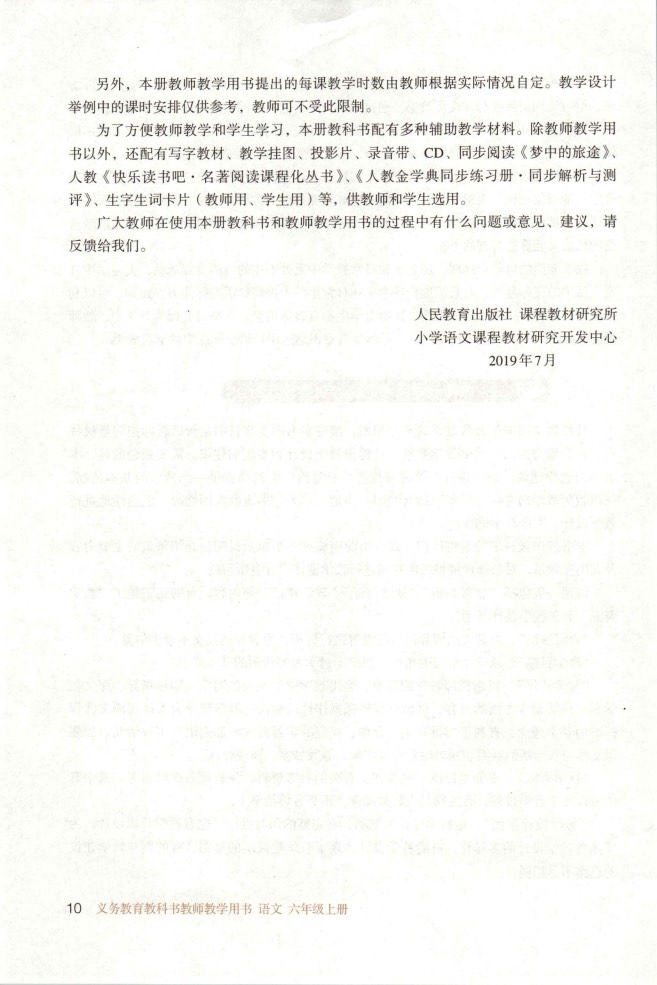 另外，本册教师教学用书提出的每课教学时数由教师根据实际情况自定。教学设计
举例中的课时安排仅供参考，教师可不受此限制。
为了方便教师教学和学生学习，本册教科书配有多种辅助教学材料。除教师教学用
书以外，还配有写字教材、教学挂图、投影片、录音带、CD、同步阅读《梦中的旅途》、
人教《快乐读书吧·名著阅读课程化丛书》、《人教金学典同步练习册·同步解析与测
评》、生字生词卡片（教师用、学生用）等，供教师和学生选用。
广大教师在使用本册教科书和教师教学用书的过程中有什么问题或意见、建议，请
反馈给我们。
人民教育出版社 课程教材研究所
小学语文课程教材研究开发中心
2019年7月
10 义务教育教科书教师教学用书 语文 六年级上册